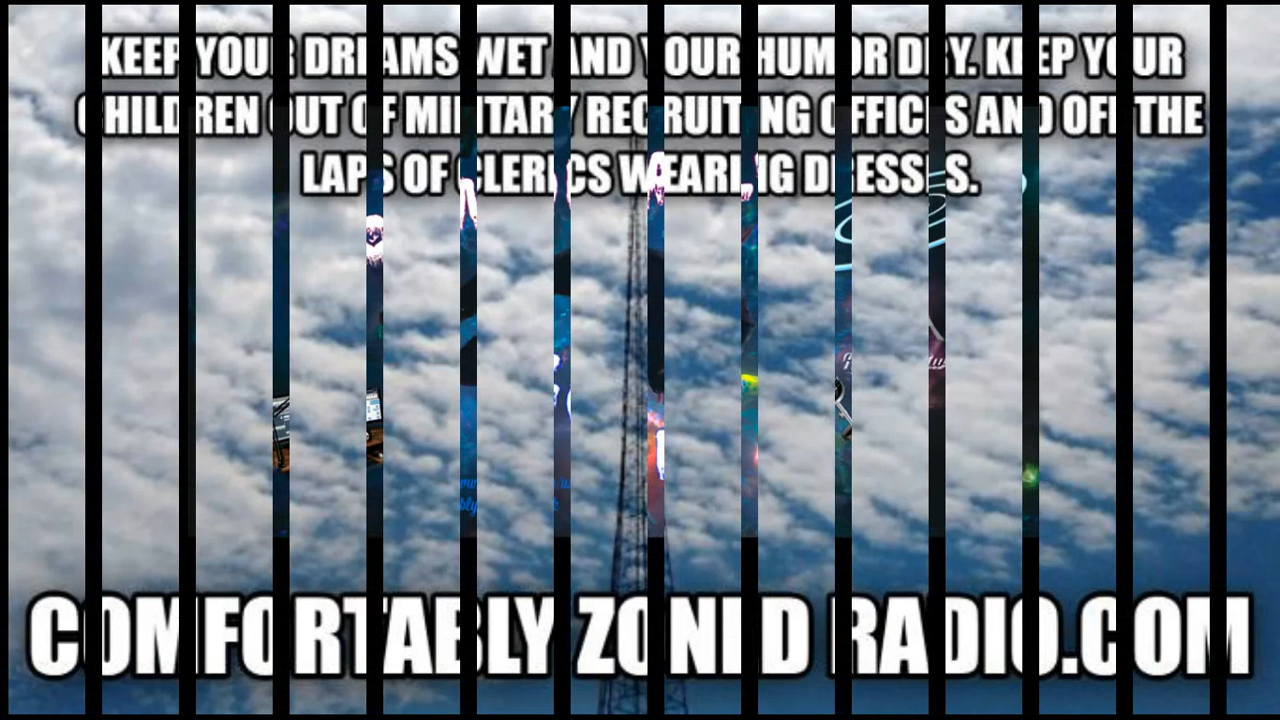 KEEP YOUR DREAMS WET AND YOUR HUMOR DRY. KEEP YOUR
CHILDREN OUT OF MILITARY RECRUITING OFFICES AND OFF THE
LAPS OF CLERICS WEARING DRESSES.
COMFORTABLY ZONED RADIO.COM